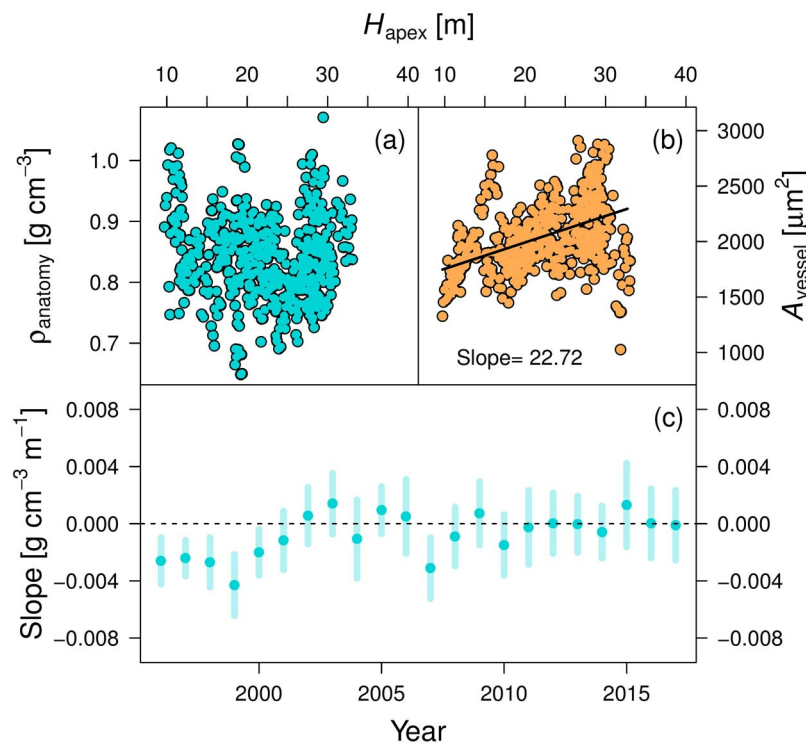 H_apex [m]
10 20 30 40 10 20 30 40
(a) (b)
ρ_anatomy [g cm⁻³]
1.0
0.9
0.8
0.7
3000
2500
2000
1500
1000
A_vessel [µm²]
Slope= 22.72
(c)
Slope [g cm⁻³ m⁻¹]
0.008 0.008
0.004 0.004
0.000 0.000
−0.004 −0.004
−0.008 −0.008
2000 2005 2010 2015
Year